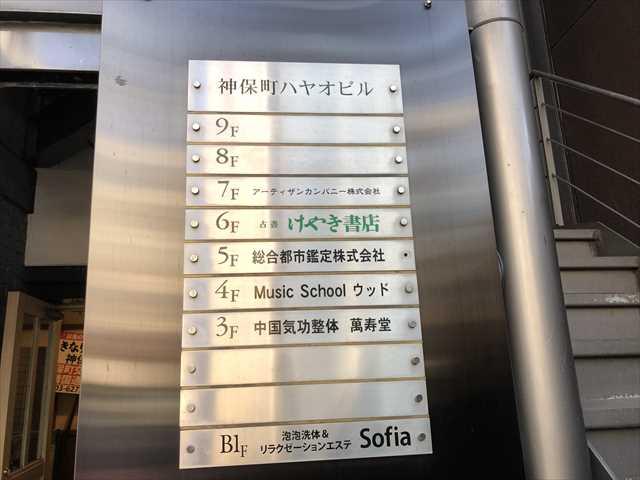 神保町ハヤオビル
9F
8F
7F アーティザンカンパニー株式会社
6F 古書 けやき書店
5F 総合都市鑑定株式会社
4F Music School ウッド
3F 中国気功整体 萬寿堂
B1F 泡泡洗体& リラクゼーションエステ Sofia